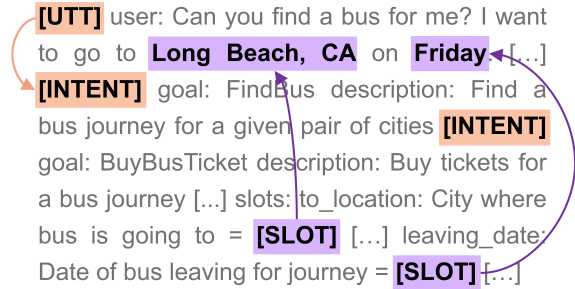 [UTT] user: Can you find a bus for me? I want
to go to Long Beach, CA on Friday. […]
[INTENT] goal: FindBus description: Find a
bus journey for a given pair of cities [INTENT]
goal: BuyBusTicket description: Buy tickets for
a bus journey [...] slots: to_location: City where
bus is going to = [SLOT] […] leaving_date:
Date of bus leaving for journey = [SLOT] […]